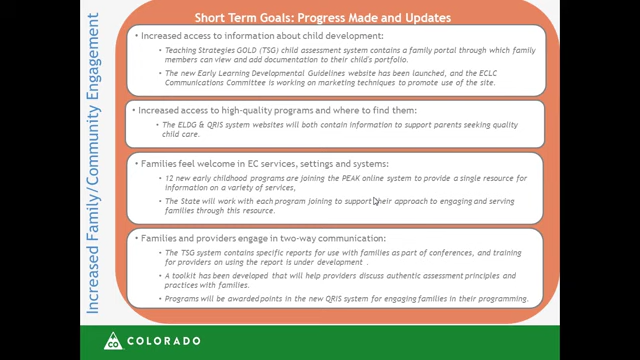 Increased Family/Community Engagement
Short Term Goals: Progress Made and Updates
Increased access to information about child development:
Teaching Strategies GOLD (TSG) child assessment system contains a family portal through which family
members can view and add documentation to their child's portfolio.
The new Early Learning Developmental Guidelines website has been launched, and the ECLC
Communications Committee is working on marketing techniques to promote use of the site.
Increased access to high-quality programs and where to find them:
The ELDG & QRIS system websites will both contain information to support parents seeking quality
child care.
Families feel welcome in EC services, settings and systems:
12 new early childhood programs are joining the PEAK online system to provide a single resource for
information on a variety of services,
The State will work with each program joining to support their approach to engaging and serving
families through this resource.
Families and providers engage in two-way communication:
The TSG system contains specific reports for use with families as part of conferences, and training
for providers on using the report is under development .
A toolkit has been developed that will help providers discuss authentic assessment principles and
practices with families.
Programs will be awarded points in the new QRIS system for engaging families in their programming.
CO
COLORADO